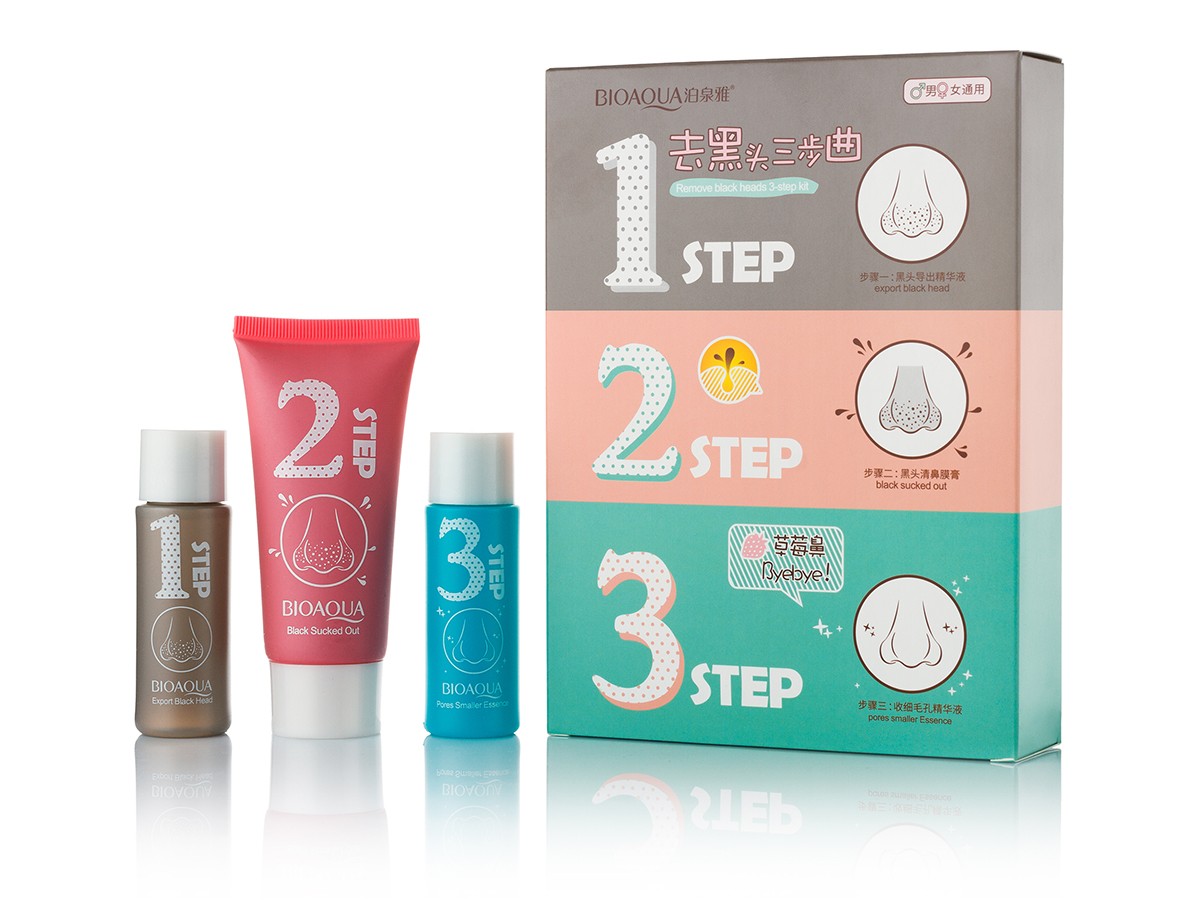 BIOAQUA泊泉雅®
男女通用
1
去黑头三步曲
Remove black heads 3-step kit
STEP
步骤一：黑头导出精华液
export black head
2
STEP
步骤二：黑头清鼻膜膏
black sucked out
草莓鼻
Byebye!
3
STEP
步骤三：收细毛孔精华液
pores smaller Essence
1
STEP
BIOAQUA
Export Black Head
2
STEP
BIOAQUA
Black Sucked Out
3
STEP
BIOAQUA
Pores Smaller Essence